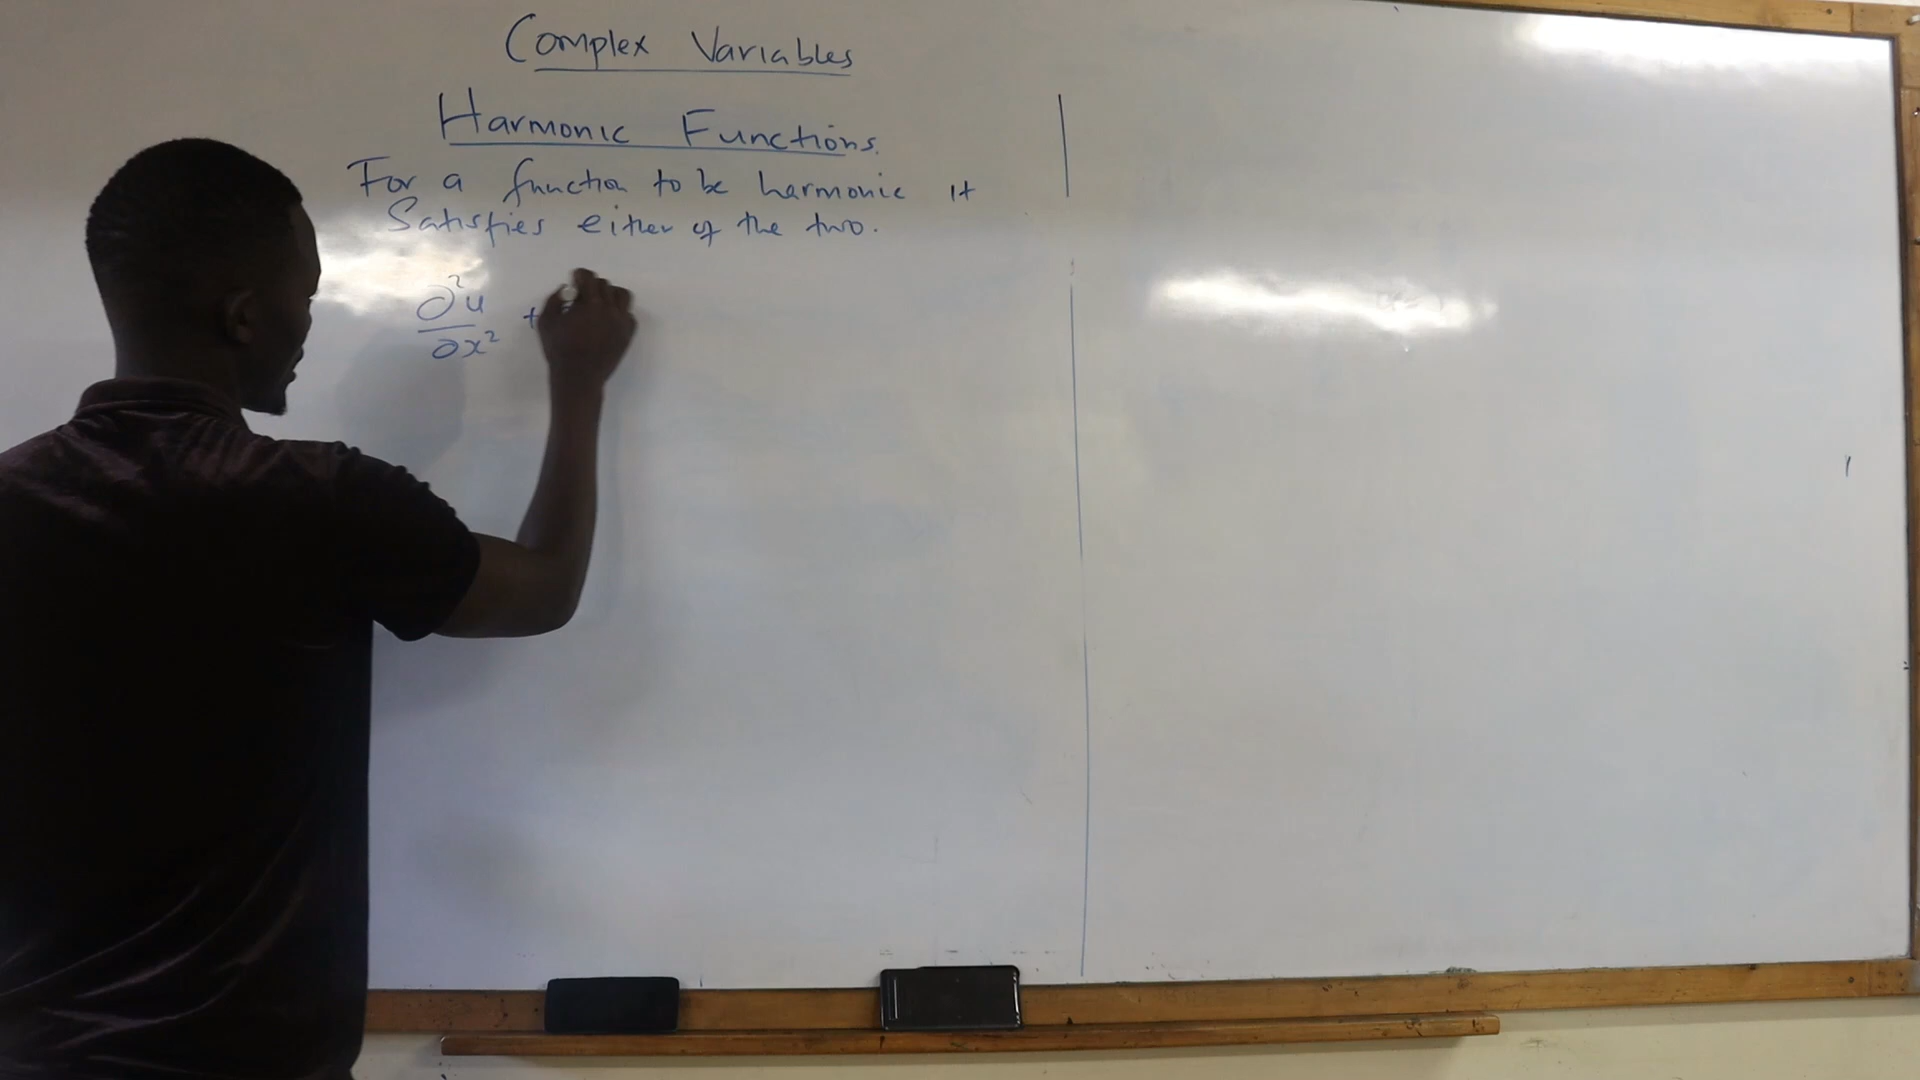 Complex Variables
Harmonic Functions.
For a function to be harmonic it
Satisfies either of the two.
∂²u/∂x² +